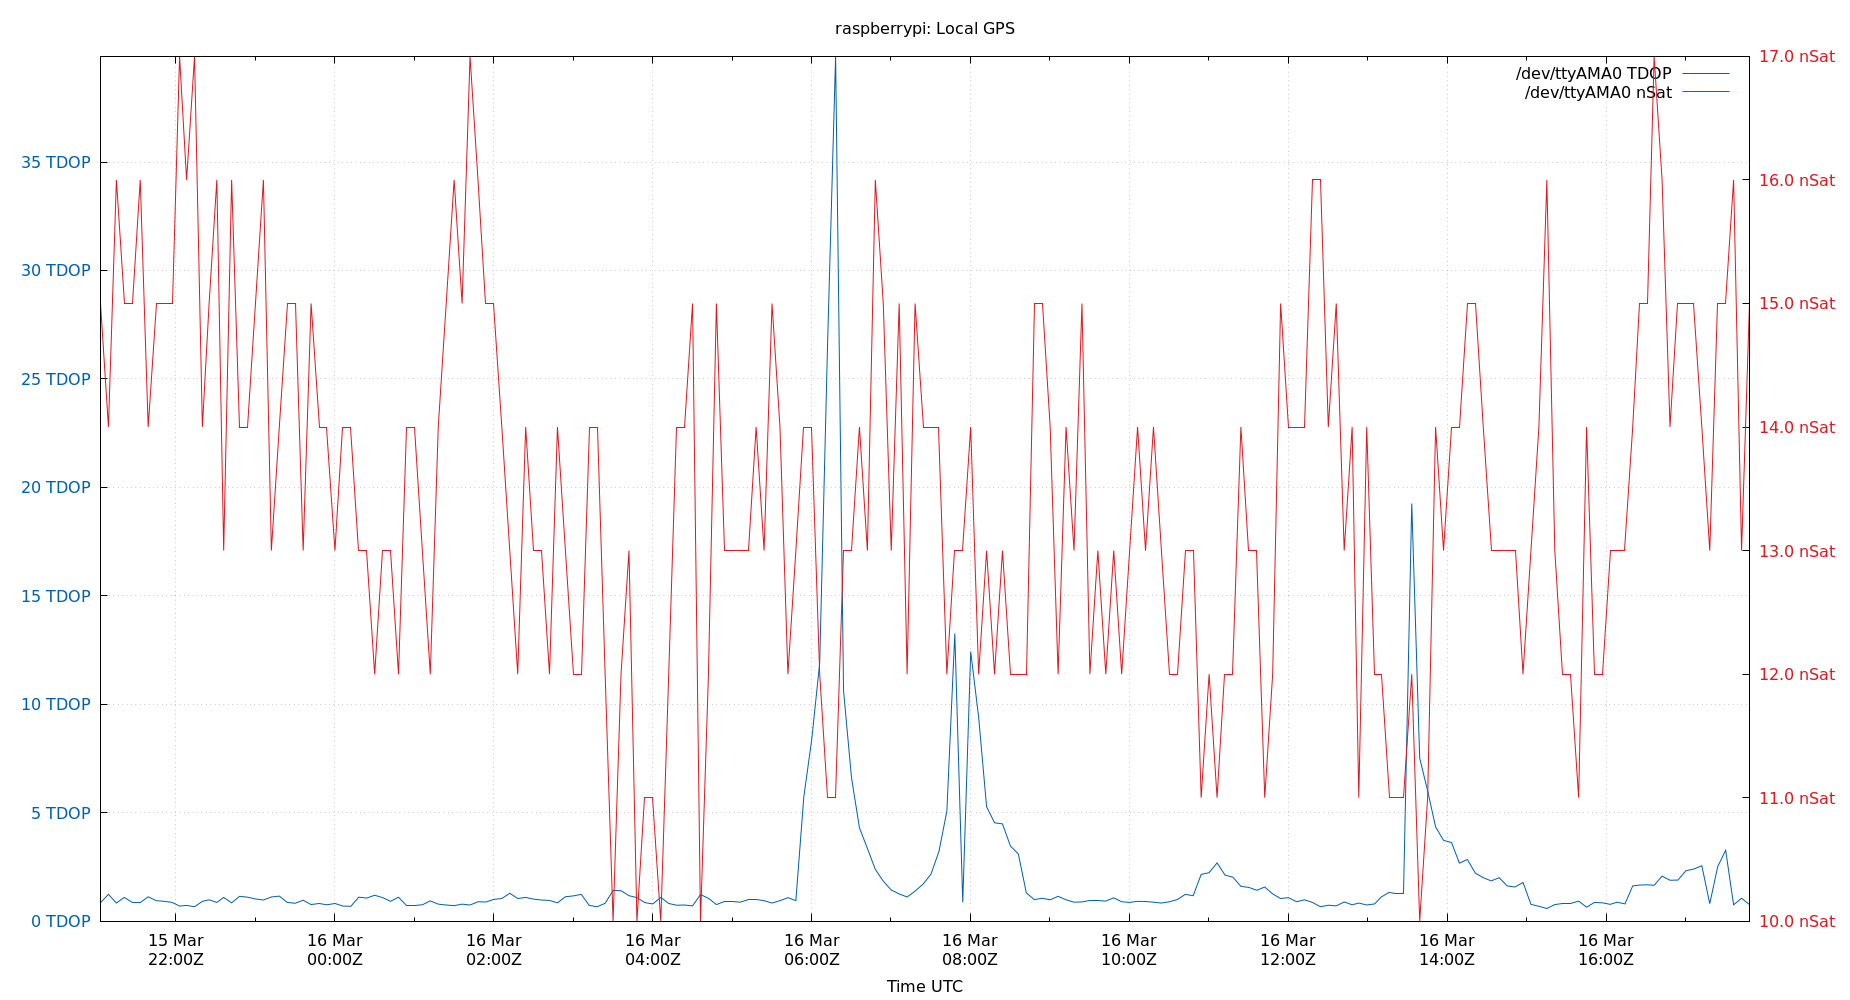 raspberrypi: Local GPS
/dev/ttyAMA0 TDOP
/dev/ttyAMA0 nSat
35 TDOP
30 TDOP
25 TDOP
20 TDOP
15 TDOP
10 TDOP
5 TDOP
0 TDOP
17.0 nSat
16.0 nSat
15.0 nSat
14.0 nSat
13.0 nSat
12.0 nSat
11.0 nSat
10.0 nSat
15 Mar
22:00Z
16 Mar
00:00Z
16 Mar
02:00Z
16 Mar
04:00Z
16 Mar
06:00Z
16 Mar
08:00Z
16 Mar
10:00Z
16 Mar
12:00Z
16 Mar
14:00Z
16 Mar
16:00Z
Time UTC